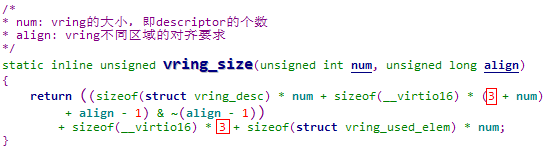 /*
* num: vring的大小，即descriptor的个数
* align: vring不同区域的对齐要求
*/
static inline unsigned vring_size(unsigned int num, unsigned long align)
{
return ((sizeof(struct vring_desc) * num + sizeof(__virtio16) * (3 + num)
+ align - 1) & ~(align - 1))
+ sizeof(__virtio16) * 3 + sizeof(struct vring_used_elem) * num;
}